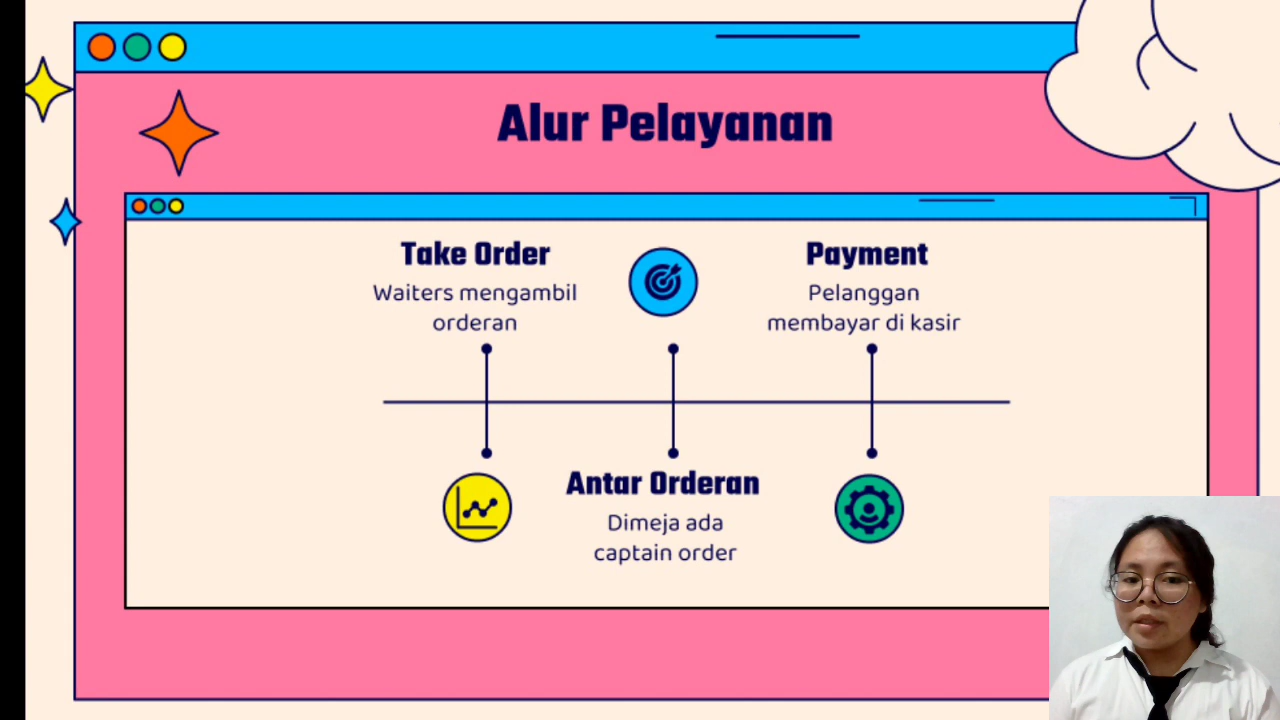 Alur Pelayanan
Take Order
Waiters mengambil
orderan
Antar Orderan
Dimeja ada
captain order
Payment
Pelanggan
membayar di kasir